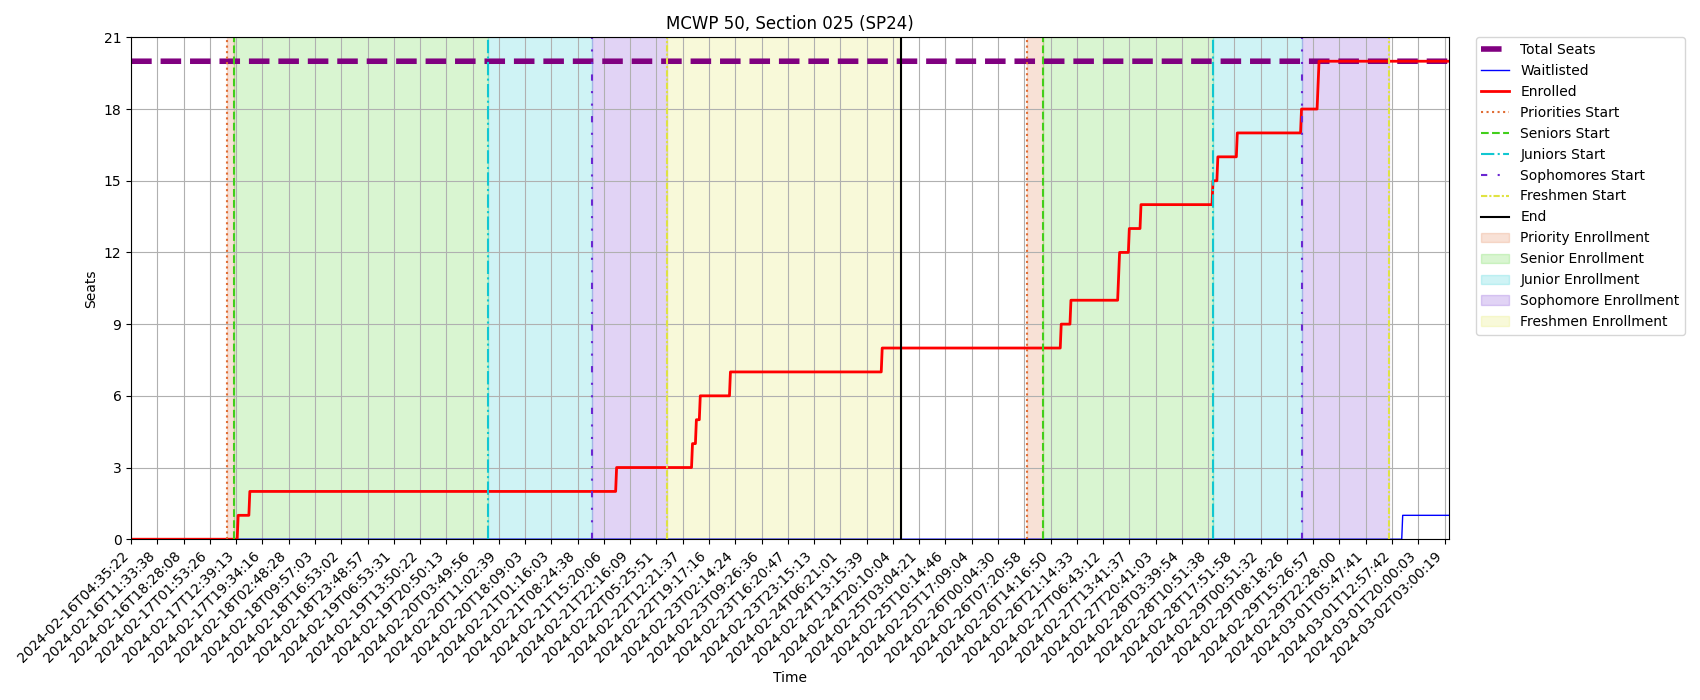 MCWP 50, Section 025 (SP24)
21
18
15
12
9
6
3
0
Seats
2024-02-16T04:35:22
2024-02-16T11:33:38
2024-02-16T18:28:08
2024-02-17T01:53:26
2024-02-17T12:39:13
2024-02-17T19:34:16
2024-02-18T02:48:28
2024-02-18T09:57:03
2024-02-18T16:53:02
2024-02-18T23:48:57
2024-02-19T06:53:31
2024-02-19T13:50:22
2024-02-19T20:50:13
2024-02-20T03:49:56
2024-02-20T11:02:39
2024-02-20T18:09:03
2024-02-21T01:16:03
2024-02-21T08:24:38
2024-02-21T15:20:06
2024-02-21T22:16:09
2024-02-22T05:25:51
2024-02-22T12:21:37
2024-02-22T19:17:16
2024-02-23T02:14:24
2024-02-23T09:26:36
2024-02-23T16:20:47
2024-02-23T23:15:13
2024-02-24T06:21:01
2024-02-24T13:15:39
2024-02-24T20:10:04
2024-02-25T03:04:21
2024-02-25T10:14:46
2024-02-25T17:09:04
2024-02-26T00:04:30
2024-02-26T07:20:58
2024-02-26T14:16:50
2024-02-26T21:14:33
2024-02-27T06:43:12
2024-02-27T13:41:37
2024-02-27T20:41:03
2024-02-28T03:39:54
2024-02-28T10:51:38
2024-02-28T17:51:58
2024-02-29T00:51:32
2024-02-29T08:18:26
2024-02-29T15:26:57
2024-02-29T22:28:00
2024-03-01T05:47:41
2024-03-01T12:57:42
2024-03-01T20:00:03
2024-03-02T03:00:19
Time
Total Seats
Waitlisted
Enrolled
Priorities Start
Seniors Start
Juniors Start
Sophomores Start
Freshmen Start
End
Priority Enrollment
Senior Enrollment
Junior Enrollment
Sophomore Enrollment
Freshmen Enrollment